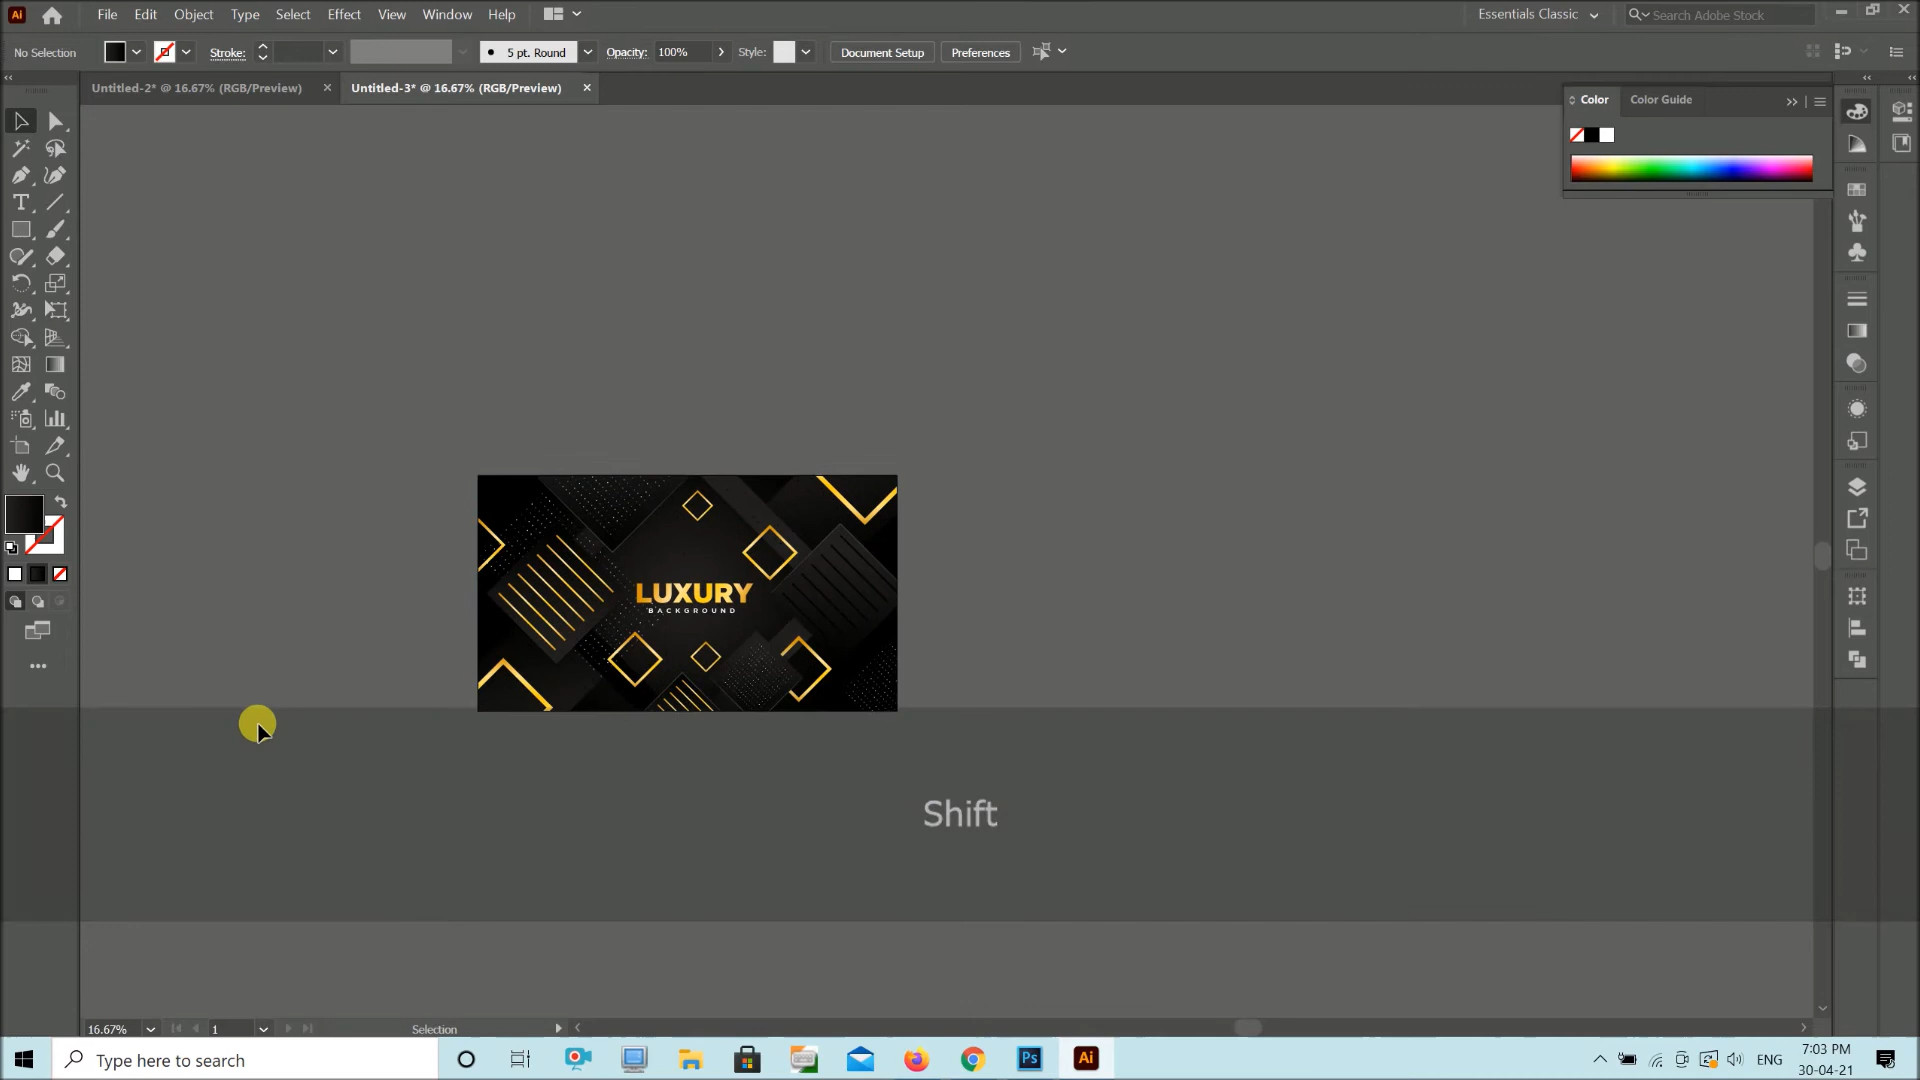 Ai File Edit Object Type Select Effect View Window Help Essentials Classic Search Adobe Stock
No Selection Stroke: 5 pt. Round Opacity: 100% Style: Document Setup Preferences
Untitled-2* @ 16.67% (RGB/Preview) Untitled-3* @ 16.67% (RGB/Preview)
Color Color Guide
LUXURY
BACKGROUND
Shift
16.67% 1 Selection
Type here to search Ps Ai ENG 7:03 PM
30-04-21